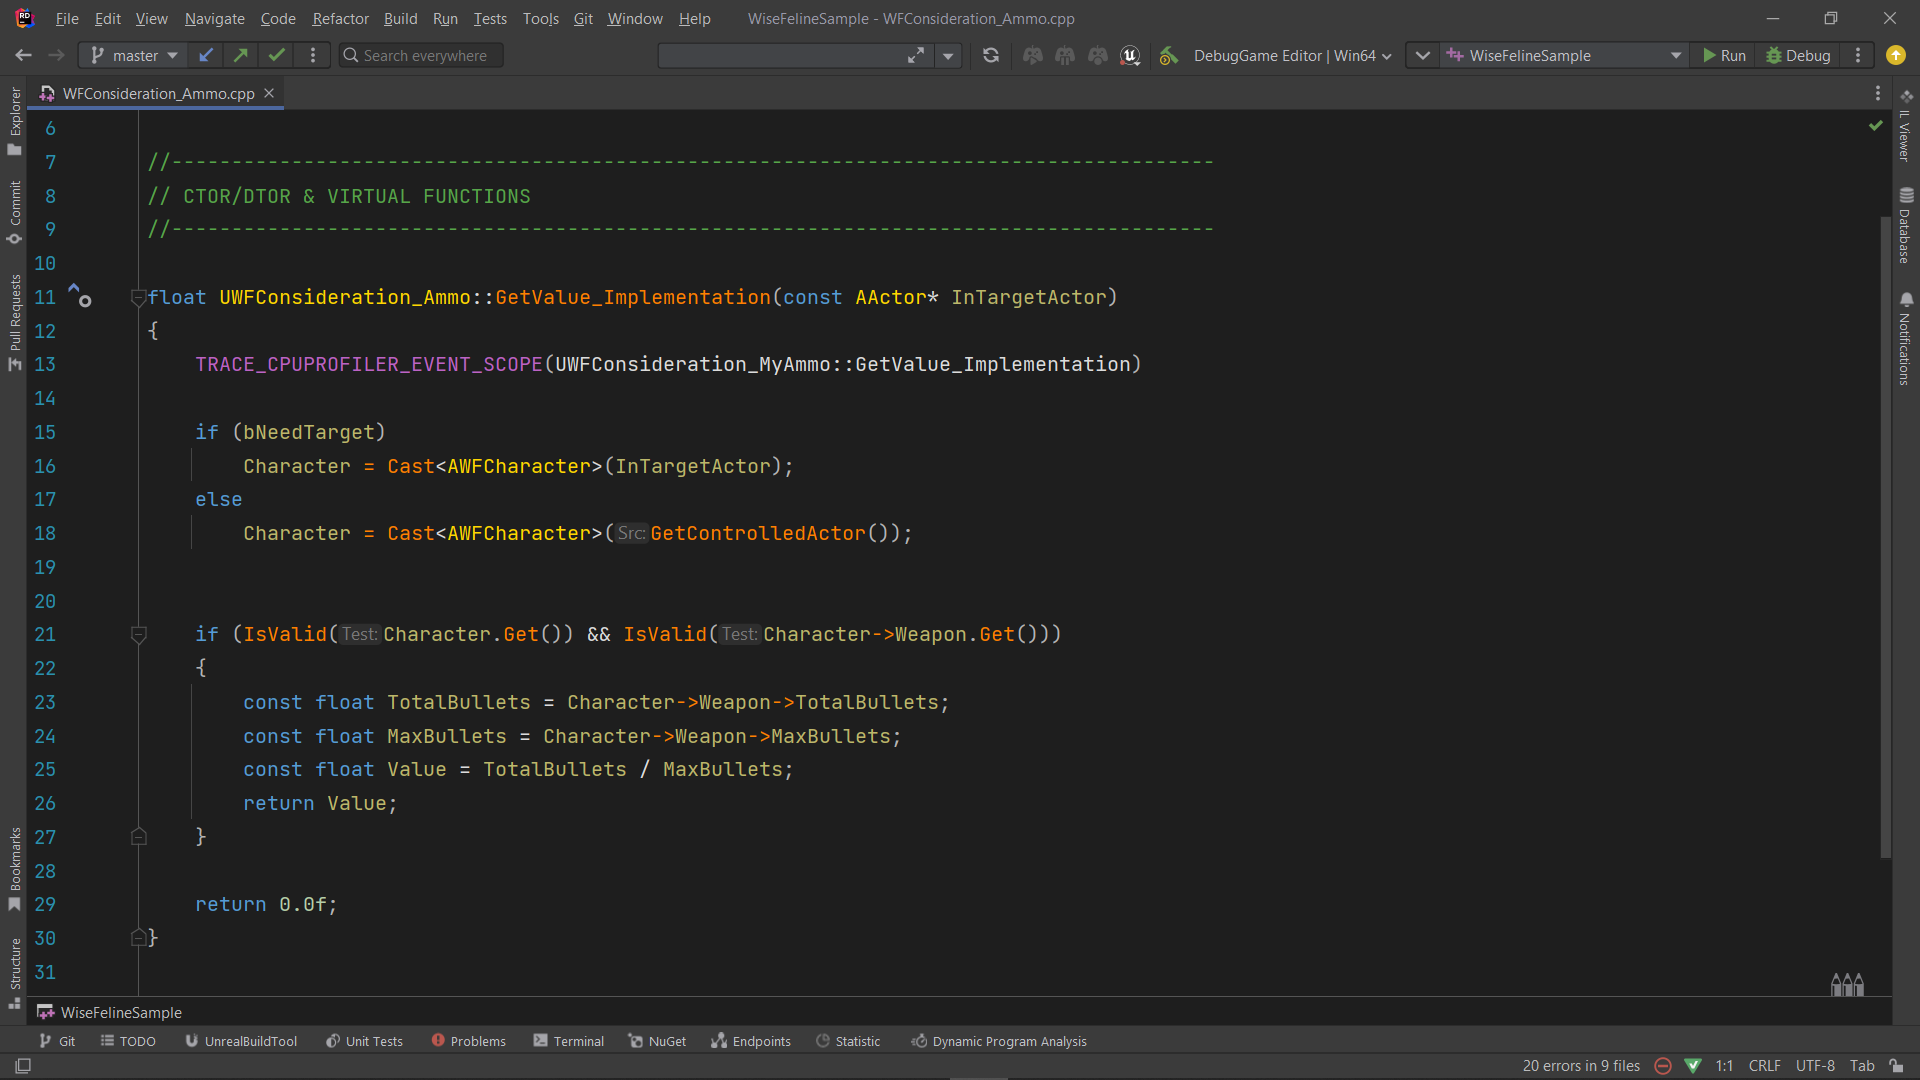 File Edit View Navigate Code Refactor Build Run Tests Tools Git Window Help WiseFelineSample - WFConsideration_Ammo.cpp
master Search everywhere DebugGame Editor | Win64 WiseFelineSample Run Debug
WFConsideration_Ammo.cpp
Explorer
Commit
Pull Requests
Bookmarks
Structure
6
7 //---------------------------------------------------------------------------------------
8 // CTOR/DTOR & VIRTUAL FUNCTIONS
9 //---------------------------------------------------------------------------------------
10
11 float UWFConsideration_Ammo::GetValue_Implementation(const AActor* InTargetActor)
12 {
13 TRACE_CPUPROFILER_EVENT_SCOPE(UWFConsideration_MyAmmo::GetValue_Implementation)
14
15 if (bNeedTarget)
16 Character = Cast<AWFCharacter>(InTargetActor);
17 else
18 Character = Cast<AWFCharacter>(Src:GetControlledActor());
19
20
21 if (IsValid(Test:Character.Get()) && IsValid(Test:Character->Weapon.Get()))
22 {
23 const float TotalBullets = Character->Weapon->TotalBullets;
24 const float MaxBullets = Character->Weapon->MaxBullets;
25 const float Value = TotalBullets / MaxBullets;
26 return Value;
27 }
28
29 return 0.0f;
30 }
31
IL Viewer
Database
Notifications
WiseFelineSample
Git TODO UnrealBuildTool Unit Tests Problems Terminal NuGet Endpoints Statistic Dynamic Program Analysis
20 errors in 9 files 1:1 CRLF UTF-8 Tab